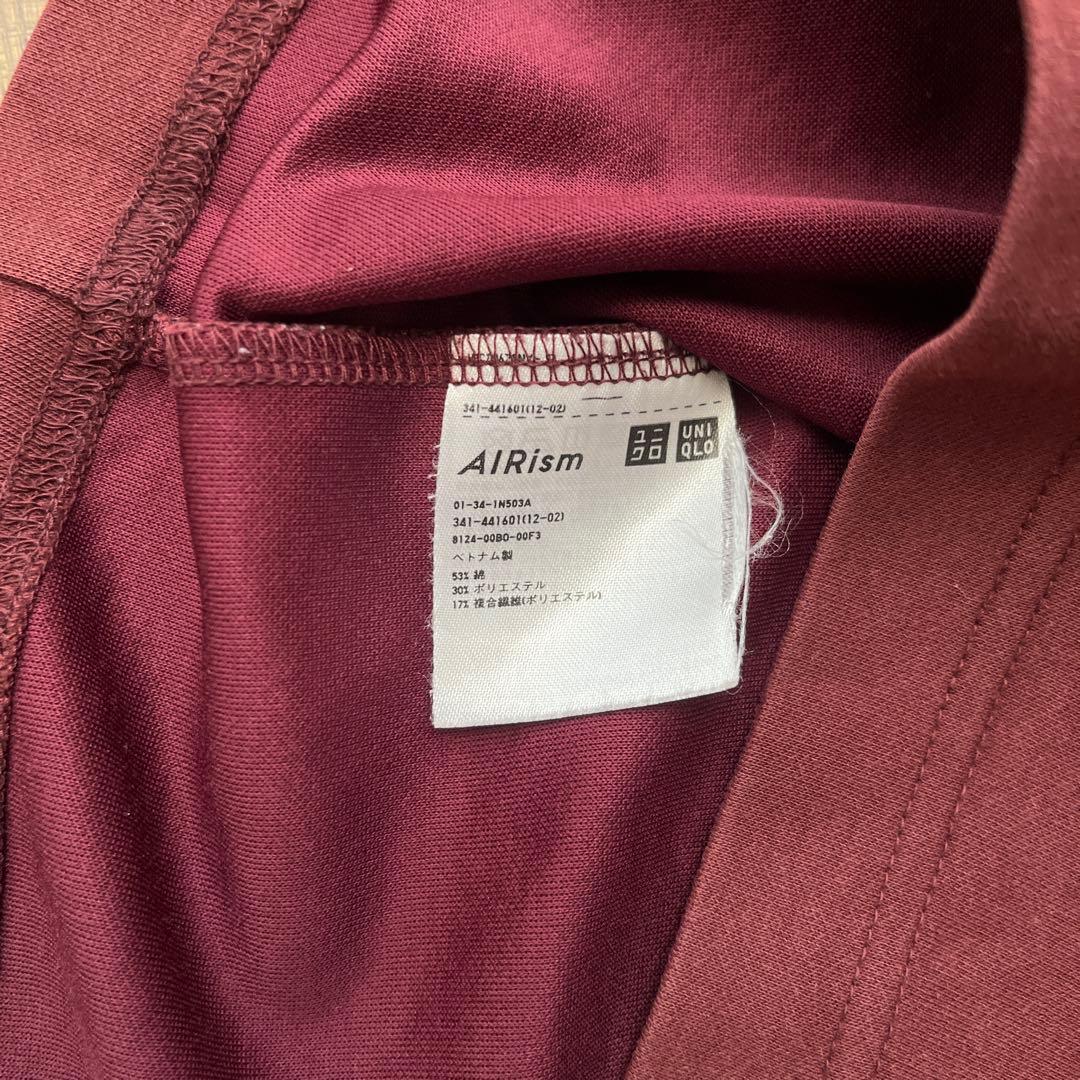 341-441601(12-02)
AIRism
ユニクロ
UNIQLO
01-34-1N503A
341-441601(12-02)
8124-00B0-00F3
ベトナム製
53% 綿
30% ポリエステル
17% 複合繊維(ポリエステル)